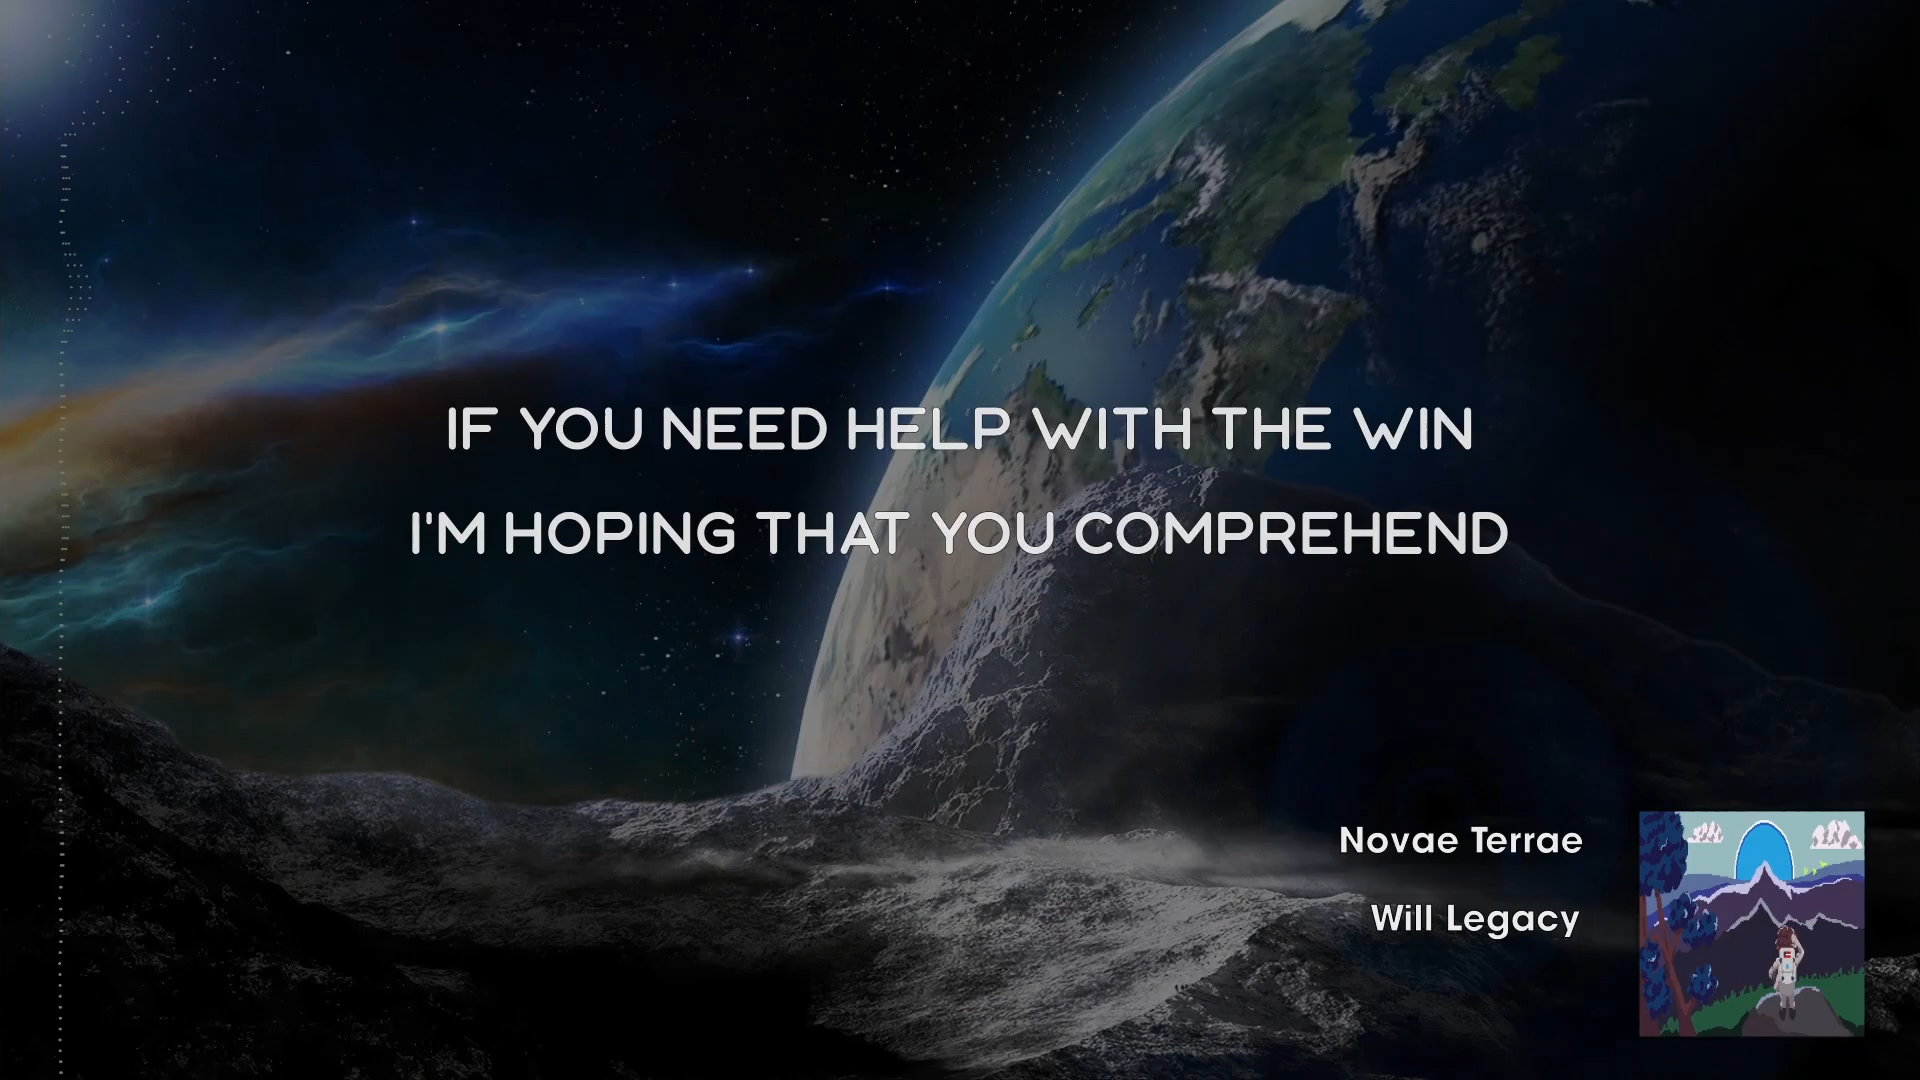 IF YOU NEED HELP WITH THE WIN
I'M HOPING THAT YOU COMPREHEND
Novae Terrae
Will Legacy